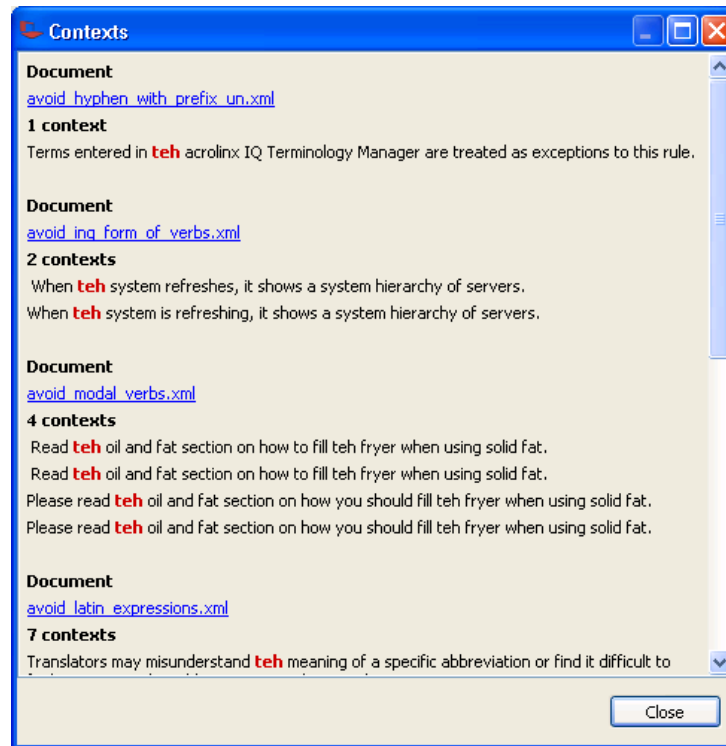 Contexts
Document
avoid_hyphen_with_prefix_un.xml
1 context
Terms entered in teh acrolinx IQ Terminology Manager are treated as exceptions to this rule.
Document
avoid_ing_form_of_verbs.xml
2 contexts
When teh system refreshes, it shows a system hierarchy of servers.
When teh system is refreshing, it shows a system hierarchy of servers.
Document
avoid_modal_verbs.xml
4 contexts
Read teh oil and fat section on how to fill teh fryer when using solid fat.
Read teh oil and fat section on how to fill teh fryer when using solid fat.
Please read teh oil and fat section on how you should fill teh fryer when using solid fat.
Please read teh oil and fat section on how you should fill teh fryer when using solid fat.
Document
avoid_latin_expressions.xml
7 contexts
Translators may misunderstand teh meaning of a specific abbreviation or find it difficult to
Close